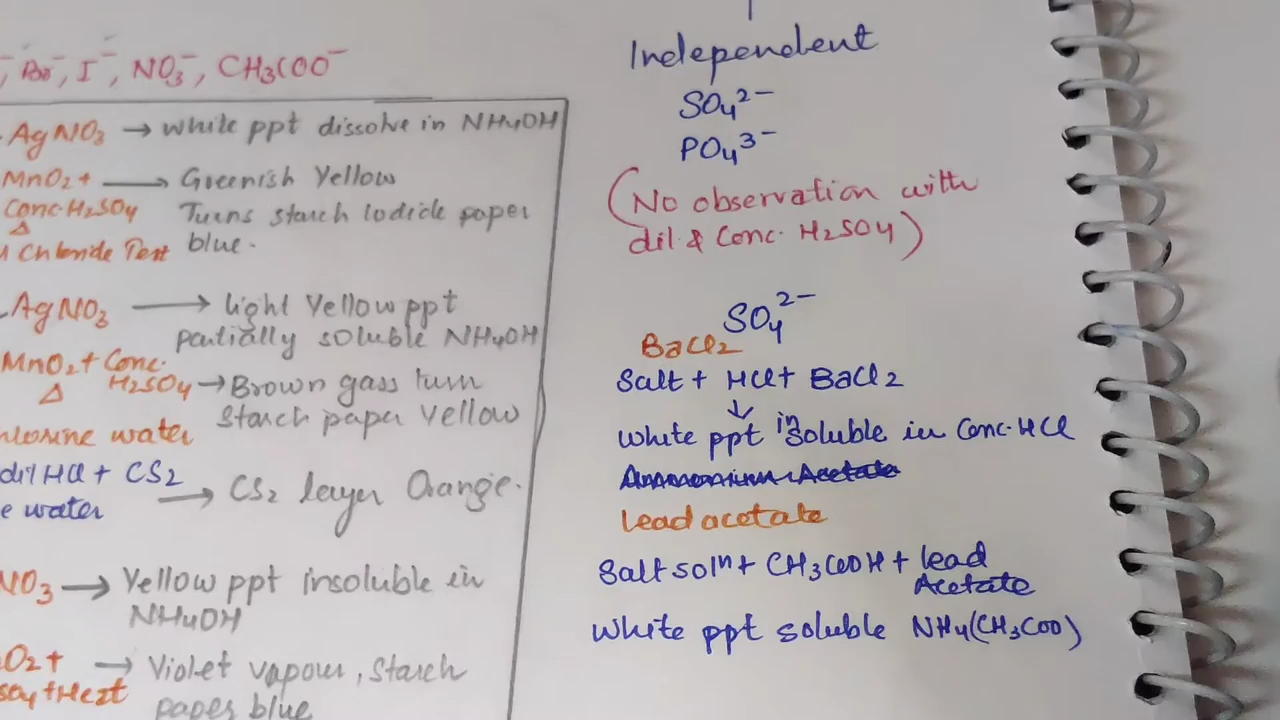 Br⁻, I⁻, NO₃⁻, CH₃COO⁻
AgNO₃ → white ppt dissolve in NH₄OH
MnO₂ + → Greenish Yellow
Conc·H₂SO₄ Turns starch Iodide paper
Δ blue.
Chloride Test
AgNO₃ → light Yellow ppt
partially soluble NH₄OH
MnO₂ + Conc.
Δ H₂SO₄ → Brown gass turn
Starch paper Yellow
hlorine water
dil HCl + CS₂
e water → CS₂ layer Orange.
NO₃ → Yellow ppt insoluble in
NH₄OH
O₂ + → Violet vapour, Starch
SO₄ + Heat paper blue
Independent
SO₄²⁻
PO₄³⁻
(No observation with
dil & Conc. H₂SO₄)
SO₄²⁻
BaCl₂
Salt + HCl + BaCl₂
↓
White ppt insoluble in Conc·HCl
Ammonium Acetate
Lead acetate
Salt solⁿ + CH₃COOH + lead
Acetate
White ppt soluble NH₄(CH₃COO)